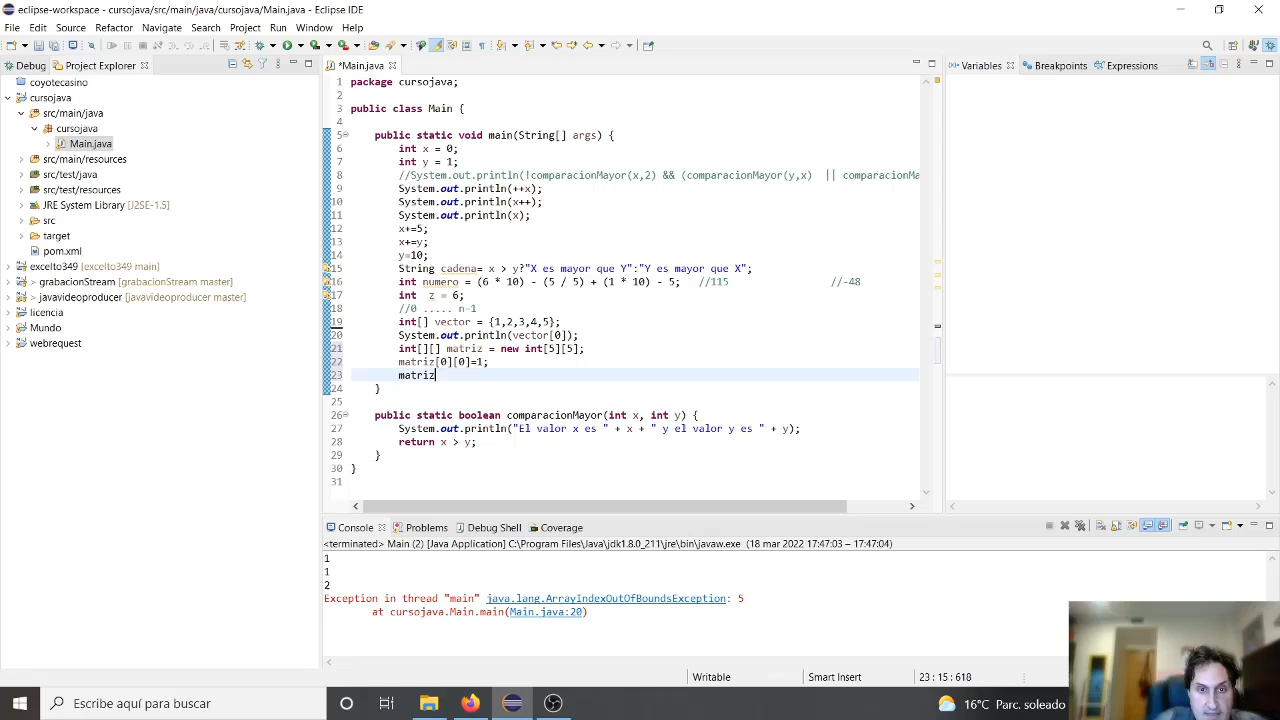 eclipse-workspace - cursojava/src/main/java/cursojava/Main.java - Eclipse IDE
File Edit Source Refactor Navigate Search Project Run Window Help
Debug Project Explorer
coyotecasino
cursojava
src/main/java
cursojava
Main.java
src/main/resources
src/test/java
src/test/resources
JRE System Library [J2SE-1.5]
src
target
pom.xml
excelto349 [excelto349 main]
> grabacionStream [grabacionStream master]
> javavideoproducer [javavideoproducer master]
licencia
Mundo
webrequest
*Main.java
1 package cursojava;
2
3 public class Main {
4
5 public static void main(String[] args) {
6 int x = 0;
7 int y = 1;
8 //System.out.println(!comparacionMayor(x,2) && (comparacionMayor(y,x) || comparacionMa
9 System.out.println(++x);
10 System.out.println(x++);
11 System.out.println(x);
12 x+=5;
13 x+=y;
14 y=10;
15 String cadena= x > y?"X es mayor que Y":"Y es mayor que X";
16 int numero = (6 * 10) - (5 / 5) + (1 * 10) - 5; //115 //-48
17 int z = 6;
18 //0 ..... n-1
19 int[] vector = {1,2,3,4,5};
20 System.out.println(vector[0]);
21 int[][] matriz = new int[5][5];
22 matriz[0][0]=1;
23 matriz
24 }
25
26 public static boolean comparacionMayor(int x, int y) {
27 System.out.println("El valor x es " + x + " y el valor y es " + y);
28 return x > y;
29 }
30 }
31
Variables Breakpoints Expressions
Console Problems Debug Shell Coverage
<terminated> Main (2) [Java Application] C:\Program Files\Java\jdk1.8.0_211\jre\bin\javaw.exe (18 mar 2022 17:47:03 – 17:47:04)
1
1
2
Exception in thread "main" java.lang.ArrayIndexOutOfBoundsException: 5
at cursojava.Main.main(Main.java:20)
Writable Smart Insert 23 : 15 : 618
Escribe aquí para buscar
16°C Parc. soleado